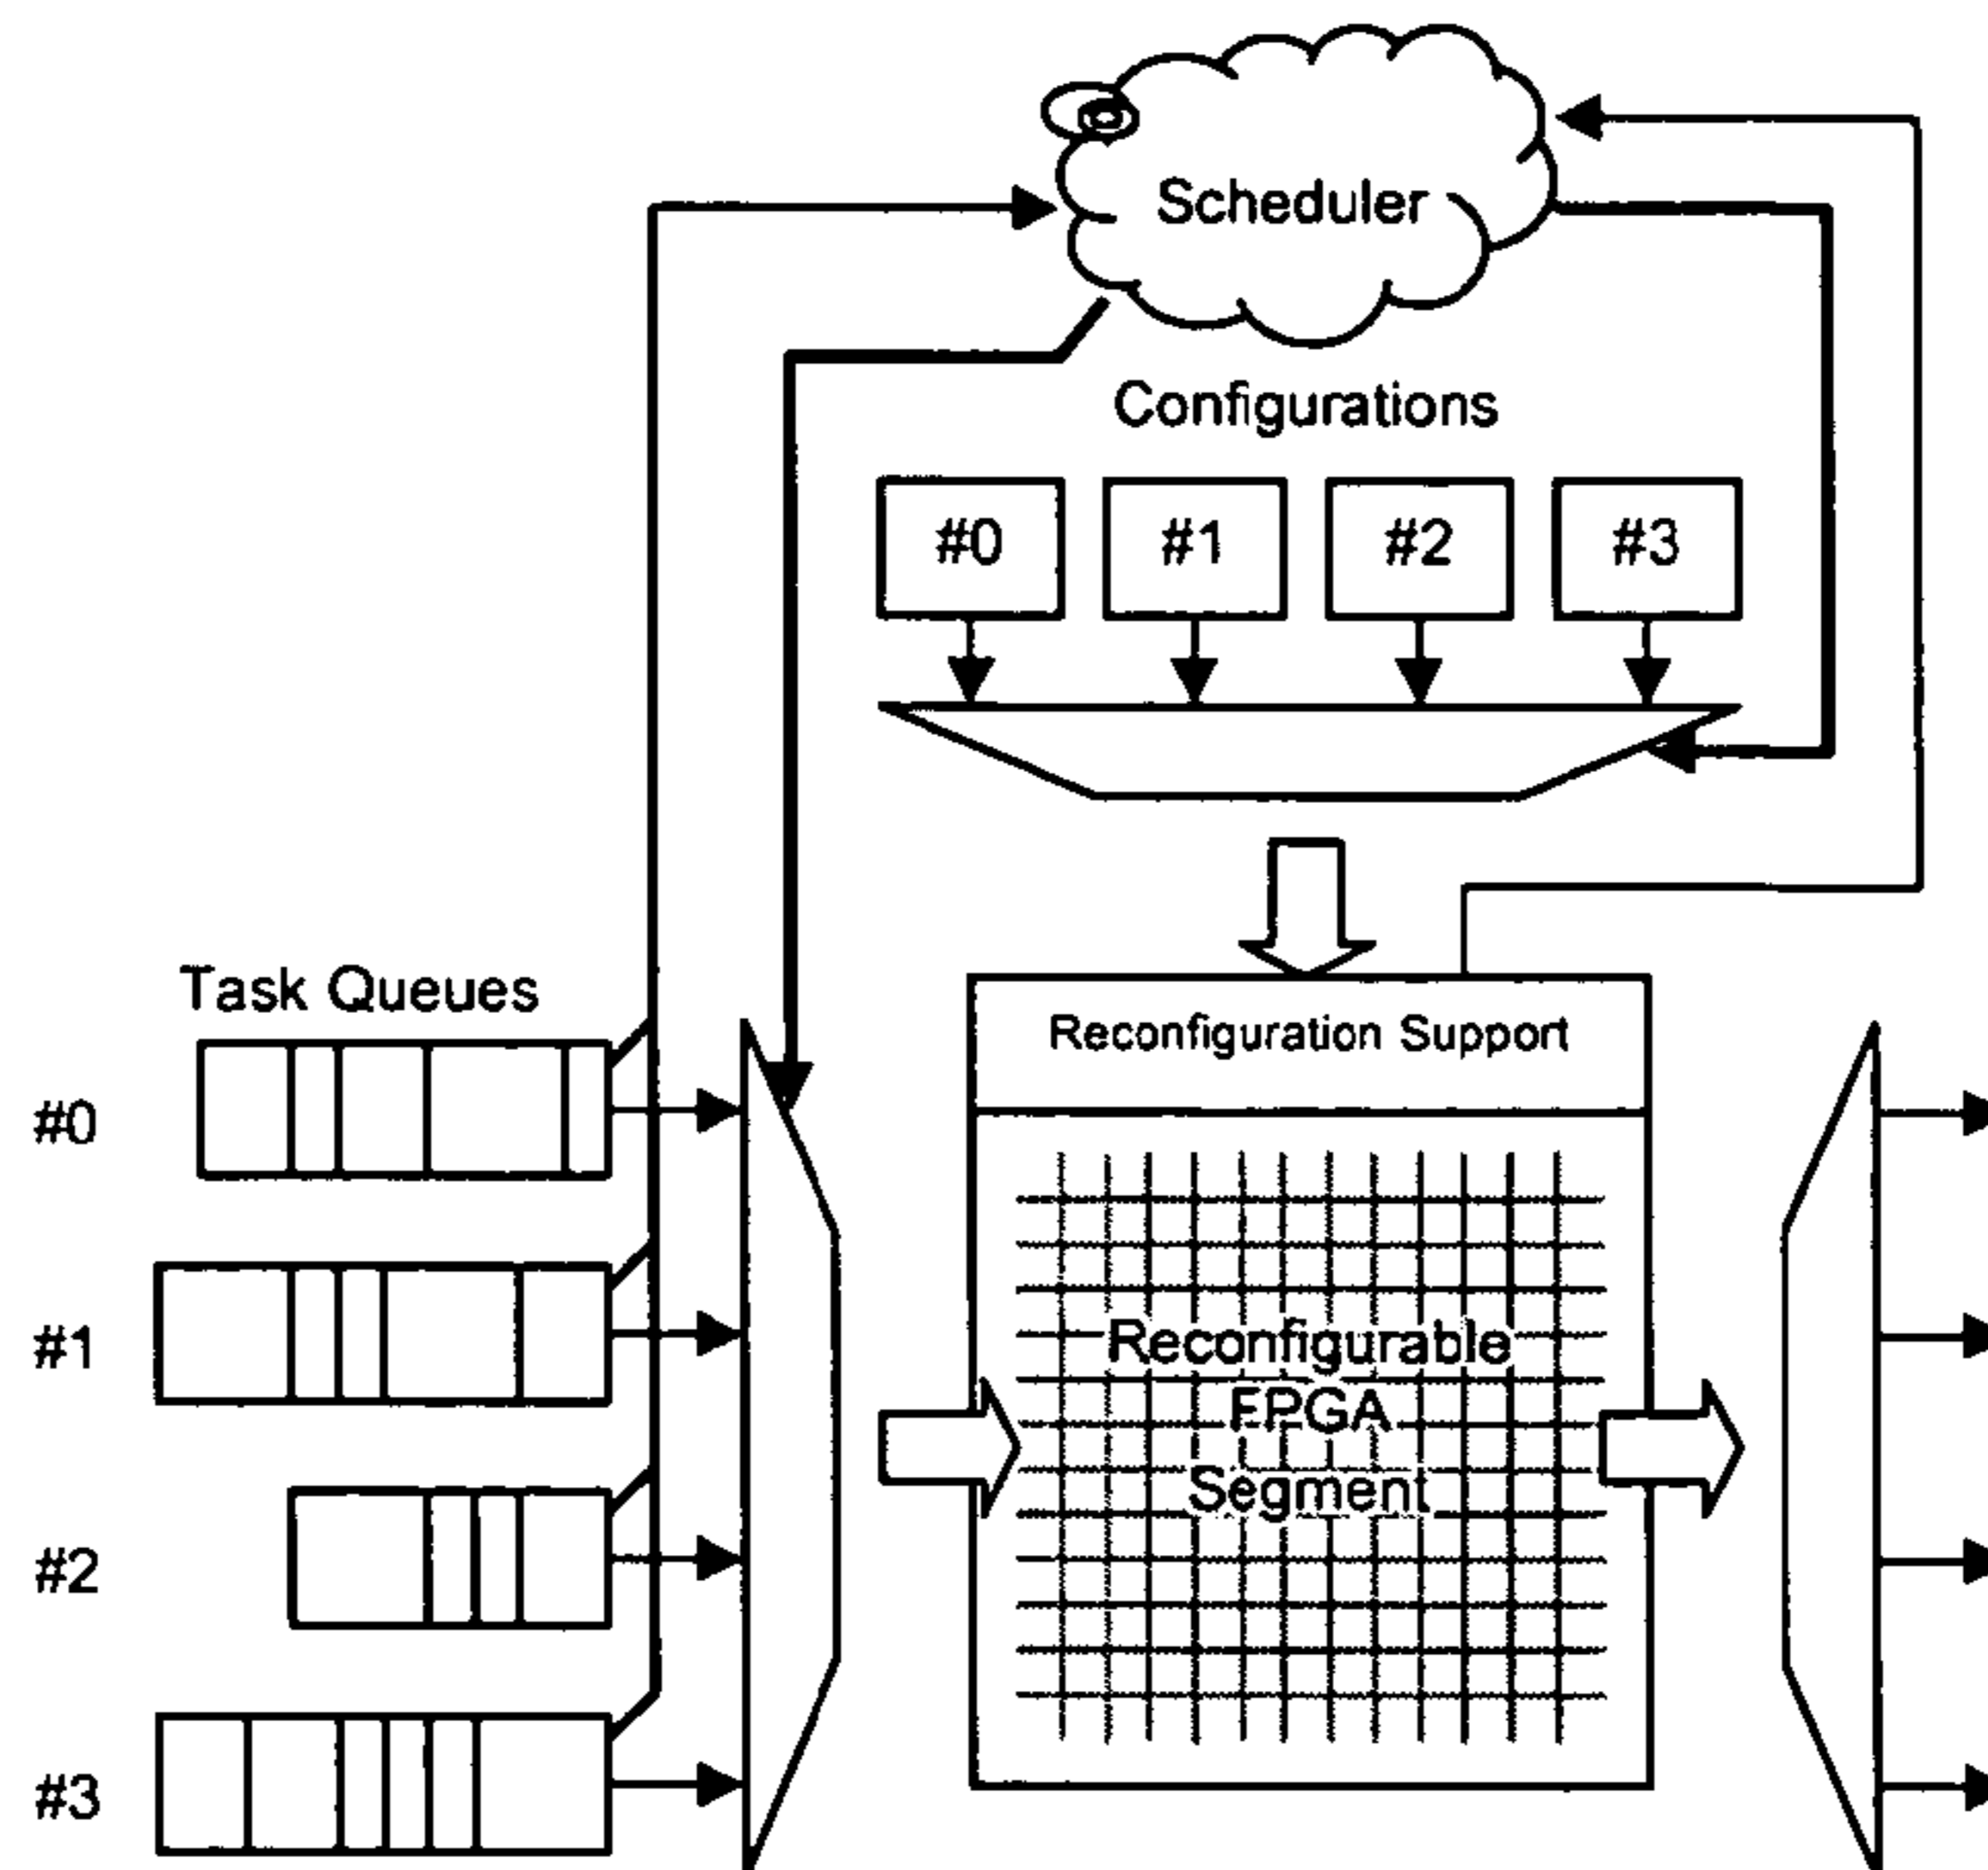 Scheduler
Configurations
#0 #1 #2 #3
Task Queues
Reconfiguration Support
#0
#1
Reconfigurable
FPGA
Segment
#2
#3